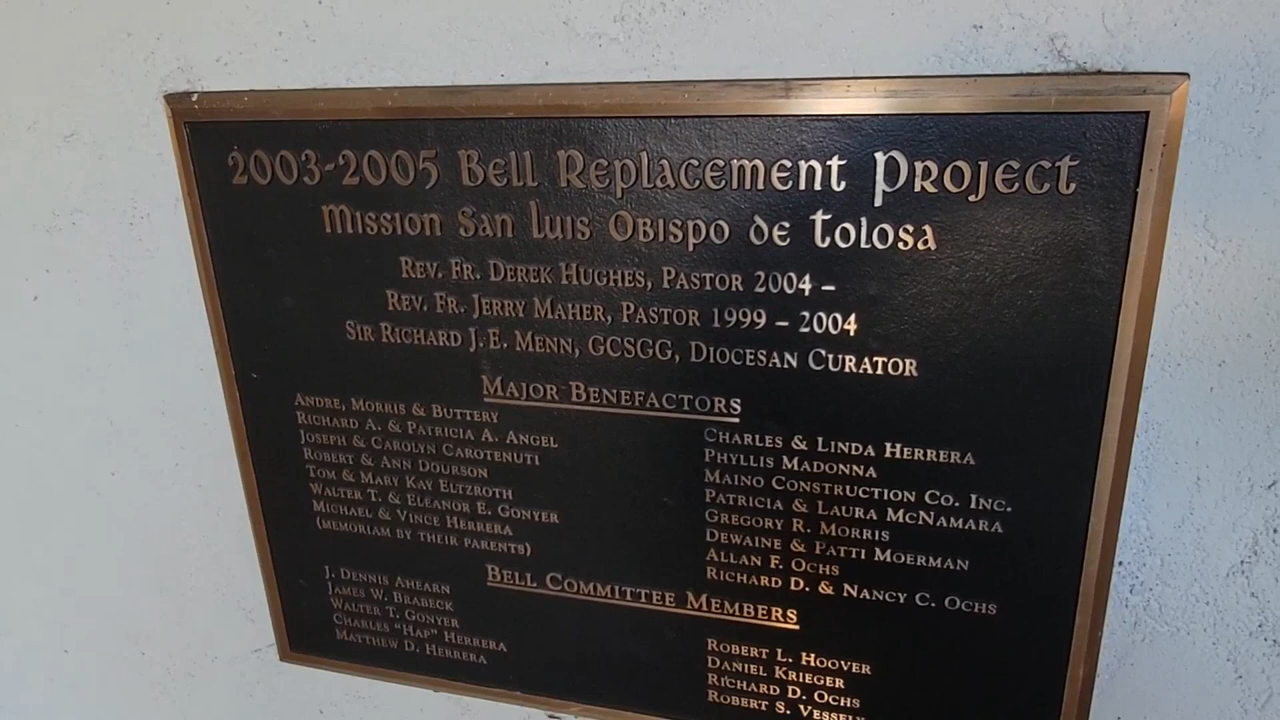 2003-2005 Bell Replacement Project
Mission San Luis Obispo de Tolosa
Rev. Fr. Derek Hughes, Pastor 2004 –
Rev. Fr. Jerry Maher, Pastor 1999 – 2004
Sir Richard J. E. Menn, GCSGG, Diocesan Curator
Major Benefactors
Andre, Morris & Buttery
Richard A. & Patricia A. Angel
Joseph & Carolyn Carotenuti
Robert & Ann Dourson
Tom & Mary Kay Eltzroth
Walter T. & Eleanor E. Gonyer
Michael & Vince Herrera
(memoriam by their parents)
Charles & Linda Herrera
Phyllis Madonna
Maino Construction Co. Inc.
Patricia & Laura McNamara
Gregory R. Morris
Dewaine & Patti Moerman
Allan F. Ochs
Richard D. & Nancy C. Ochs
Bell Committee Members
J. Dennis Ahearn
James W. Brabeck
Walter T. Gonyer
Charles "Hap" Herrera
Matthew D. Herrera
Robert L. Hoover
Daniel Krieger
Richard D. Ochs
Robert S. Vessely